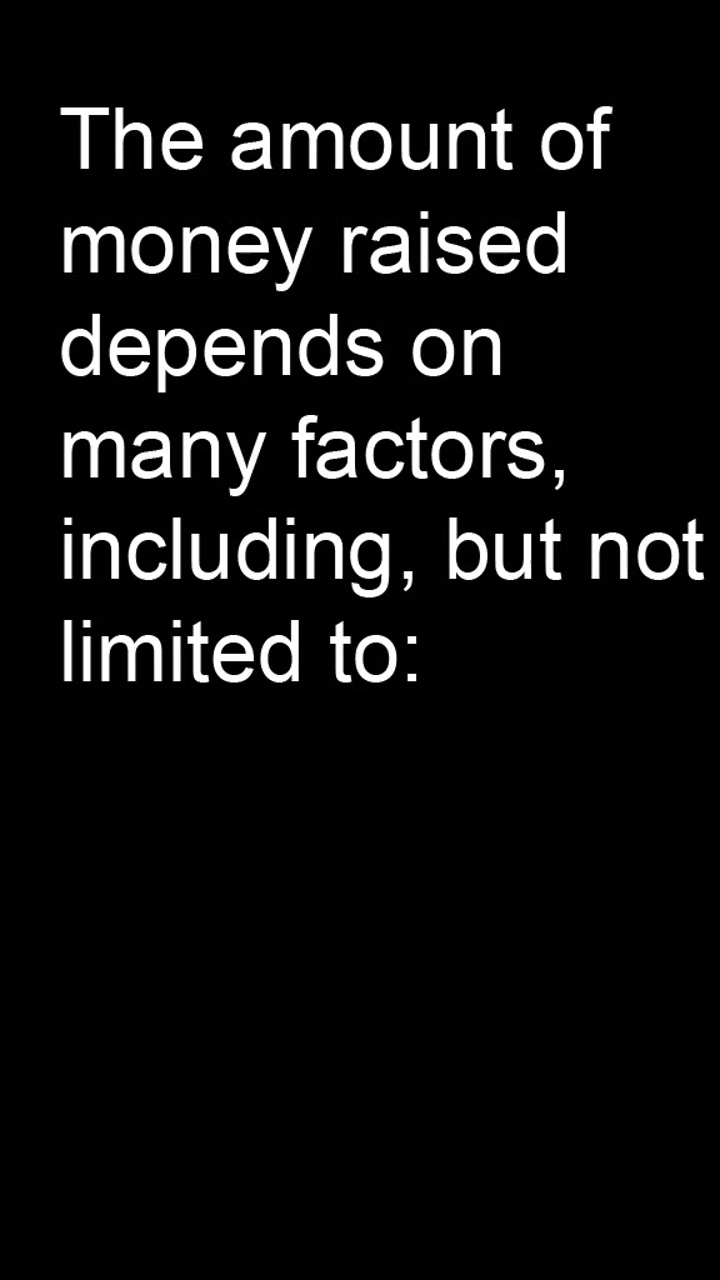 The amount of
money raised
depends on
many factors,
including, but not
limited to: